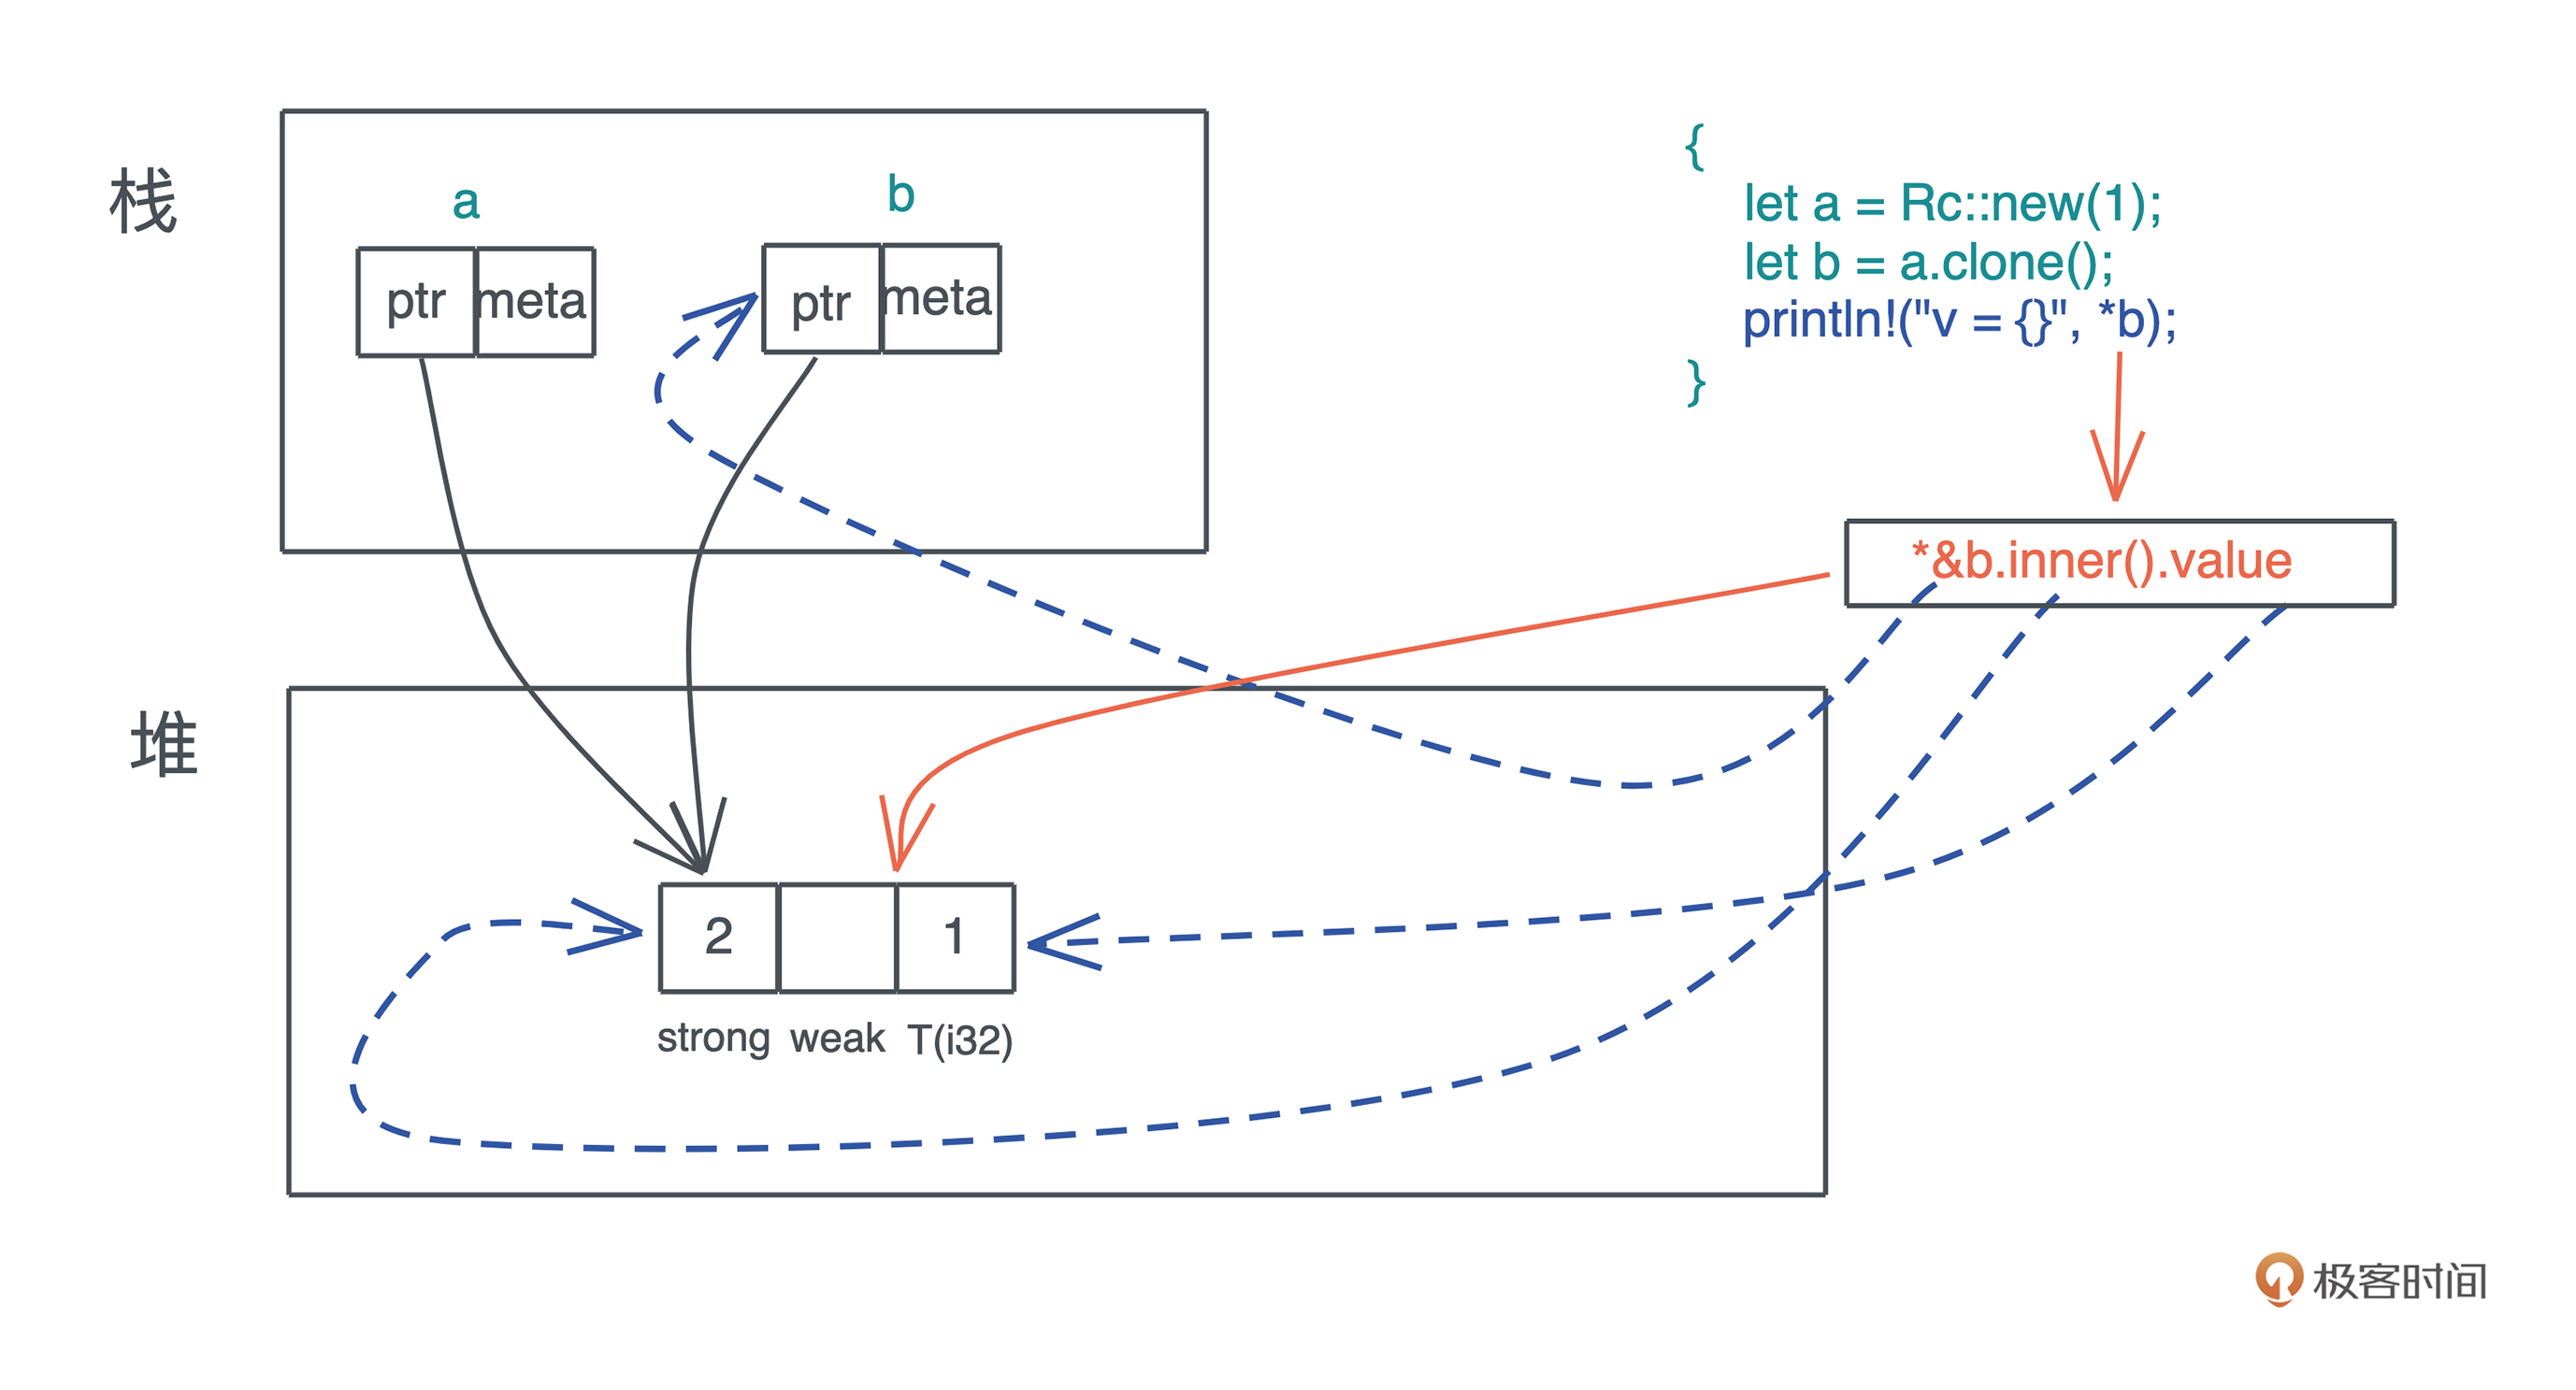 栈
a
b
ptr
meta
ptr
meta
{
let a = Rc::new(1);
let b = a.clone();
println!("v = {}", *b);
}
*&b.inner().value
堆
2
1
strong
weak
T(i32)
极客时间